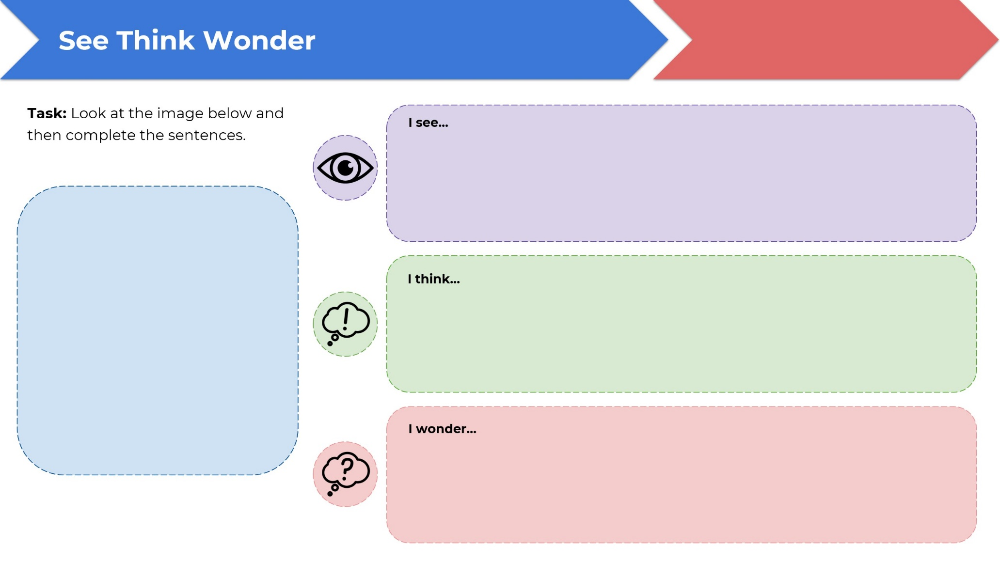 See Think Wonder
Task: Look at the image below and
then complete the sentences.
I see...
I think...
I wonder...